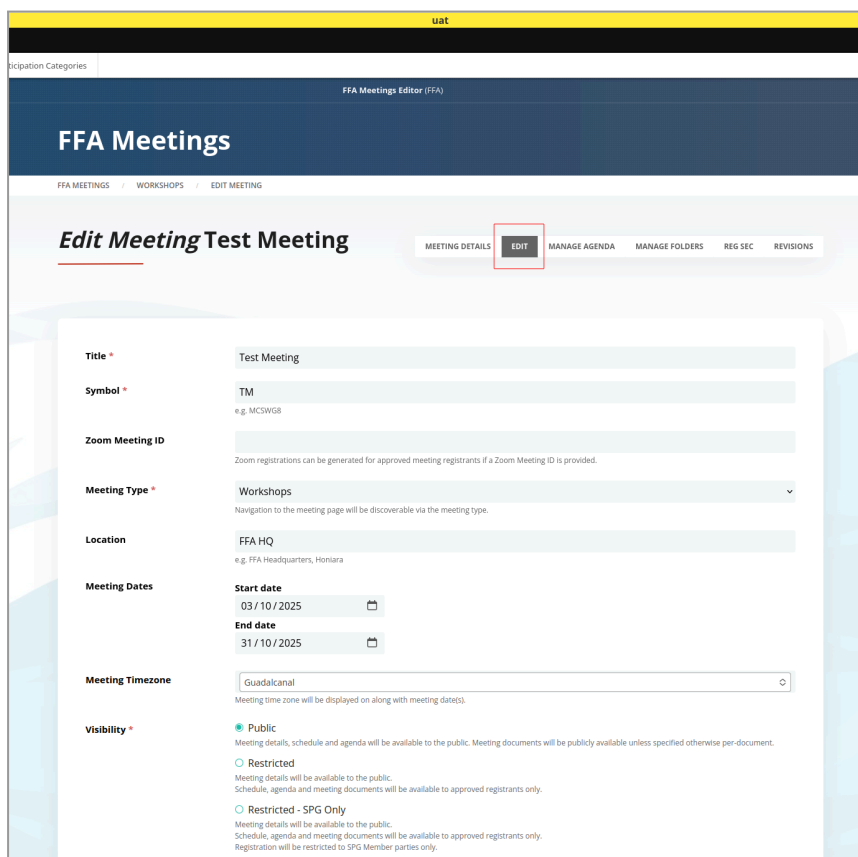 uat
ticipation Categories
FFA Meetings Editor (FFA)
FFA Meetings
FFA MEETINGS / WORKSHOPS / EDIT MEETING
Edit Meeting Test Meeting
MEETING DETAILS EDIT MANAGE AGENDA MANAGE FOLDERS REG SEC REVISIONS
Title * Test Meeting
Symbol * TM
e.g. MCSWG8
Zoom Meeting ID
Zoom registrations can be generated for approved meeting registrants if a Zoom Meeting ID is provided.
Meeting Type * Workshops
Navigation to the meeting page will be discoverable via the meeting type.
Location FFA HQ
e.g. FFA Headquarters, Honiara
Meeting Dates Start date
03/10/2025
End date
31/10/2025
Meeting Timezone Guadalcanal
Meeting time zone will be displayed on along with meeting date(s).
Visibility * Public
Meeting details, schedule and agenda will be available to the public. Meeting documents will be publicly available unless specified otherwise per-document.
Restricted
Meeting details will be available to the public.
Schedule, agenda and meeting documents will be available to approved registrants only.
Restricted - SPG Only
Meeting details will be available to the public.
Schedule, agenda and meeting documents will be available to approved registrants only.
Registration will be restricted to SPG Member parties only.